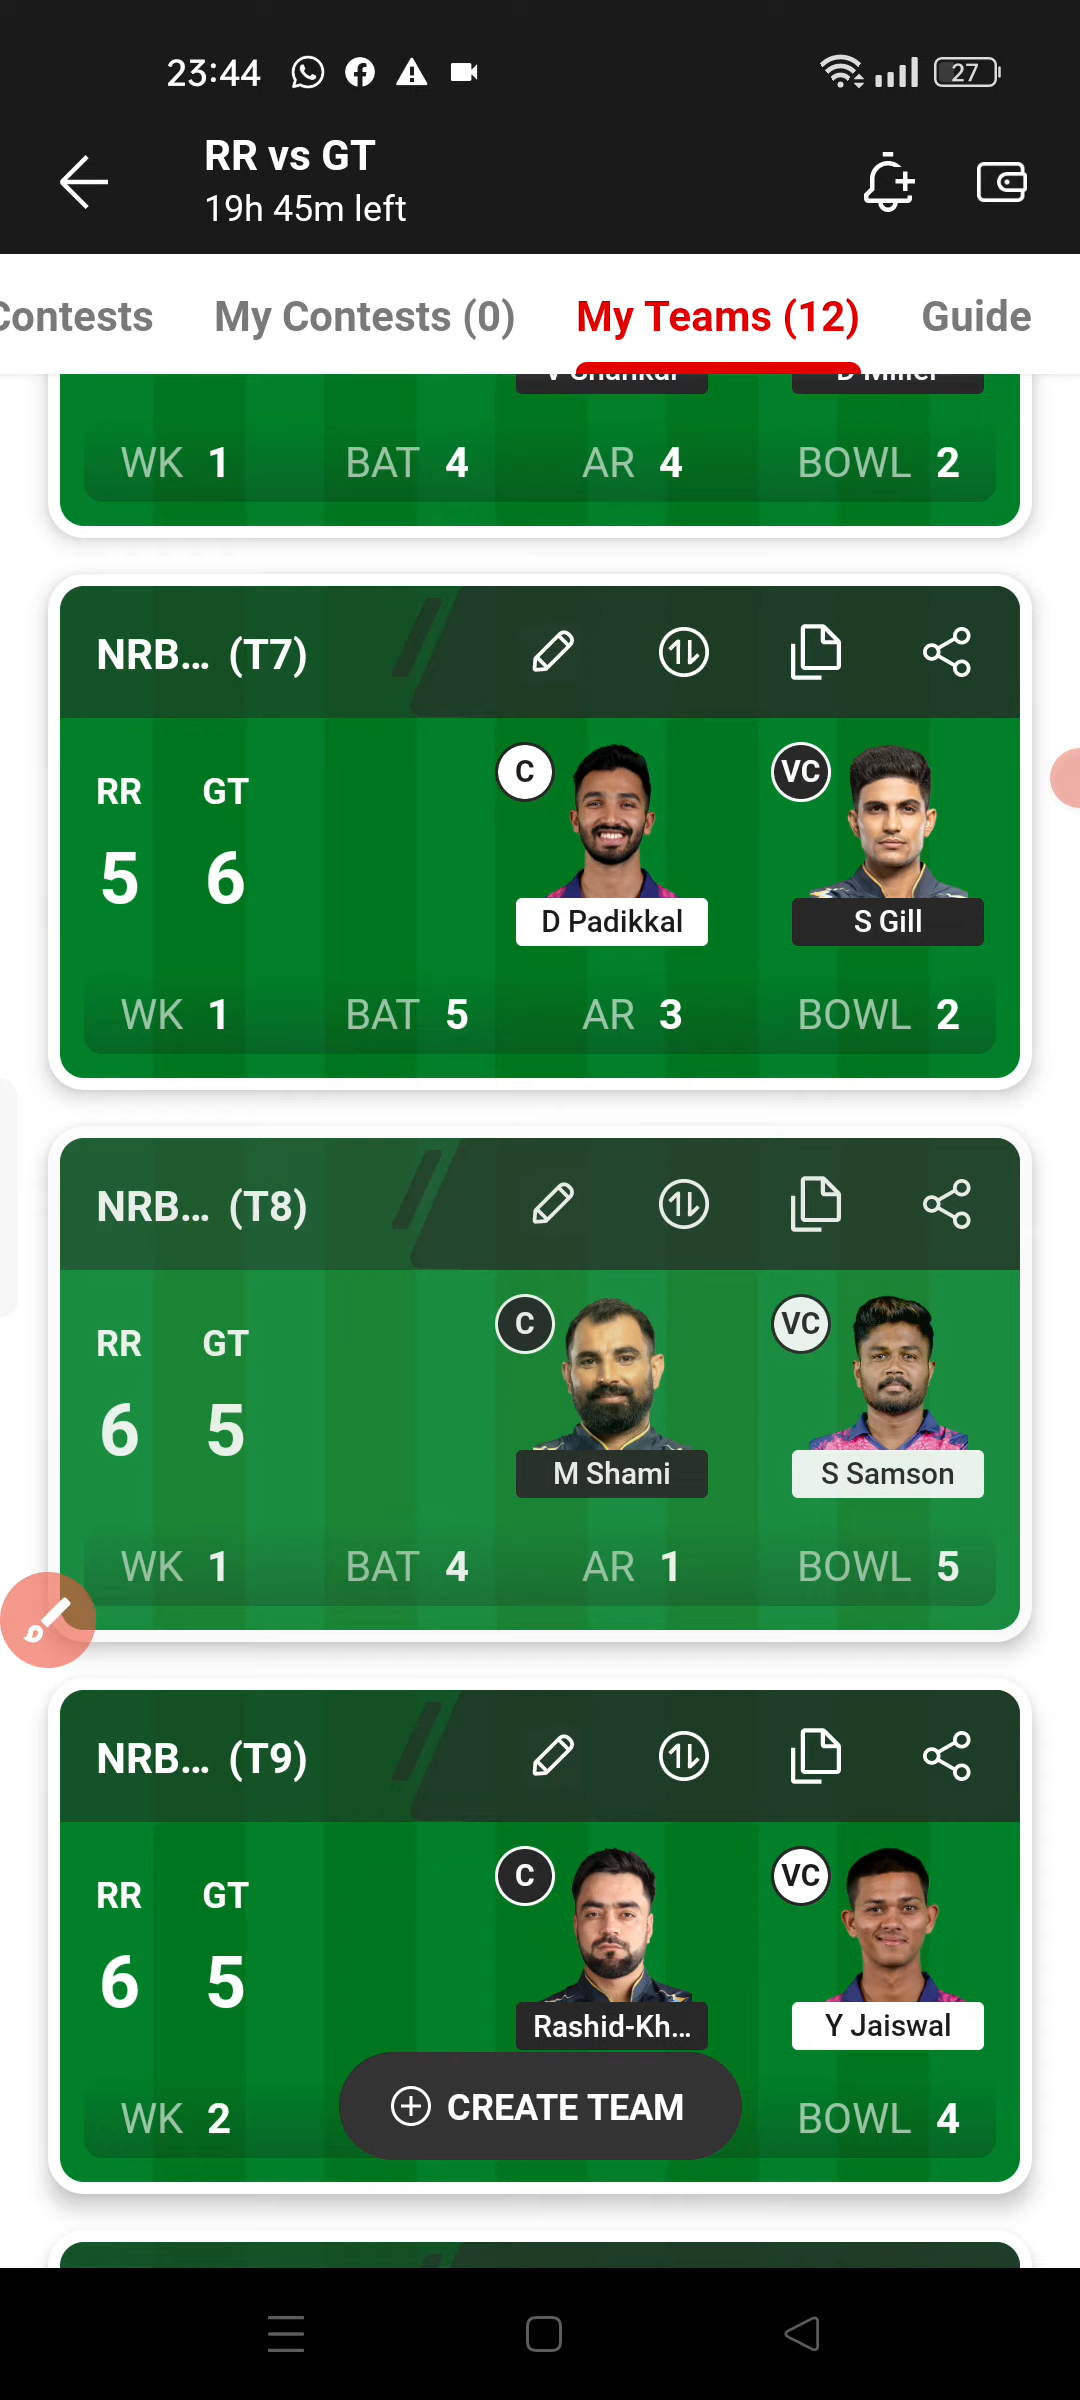 23:44
27
RR vs GT
19h 45m left
Contests My Contests (0) My Teams (12) Guide
V Shankar D Miller
WK 1 BAT 4 AR 4 BOWL 2
NRB... (T7)
C VC
RR GT
5 6
D Padikkal S Gill
WK 1 BAT 5 AR 3 BOWL 2
NRB... (T8)
C VC
RR GT
6 5
M Shami S Samson
WK 1 BAT 4 AR 1 BOWL 5
NRB... (T9)
C VC
RR GT
6 5
Rashid-Kh... Y Jaiswal
CREATE TEAM
WK 2 BOWL 4